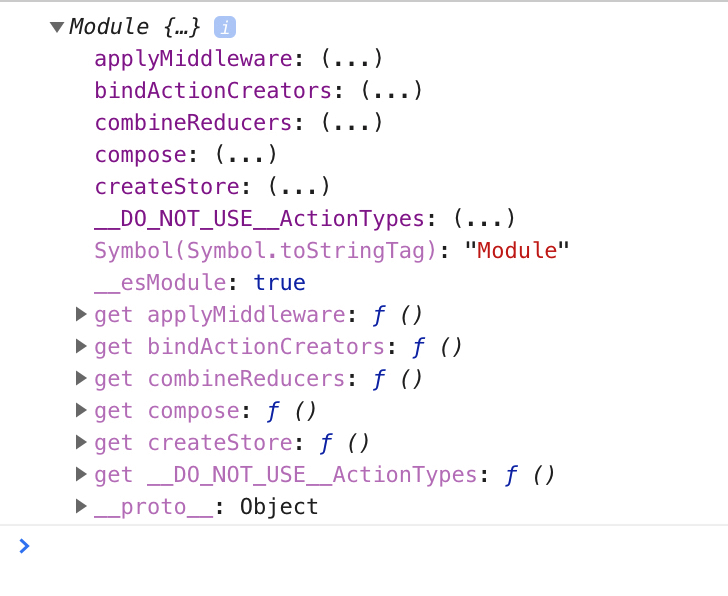 Module {…} i
applyMiddleware: (...)
bindActionCreators: (...)
combineReducers: (...)
compose: (...)
createStore: (...)
__DO_NOT_USE__ActionTypes: (...)
Symbol(Symbol.toStringTag): "Module"
__esModule: true
get applyMiddleware: ƒ ()
get bindActionCreators: ƒ ()
get combineReducers: ƒ ()
get compose: ƒ ()
get createStore: ƒ ()
get __DO_NOT_USE__ActionTypes: ƒ ()
__proto__: Object